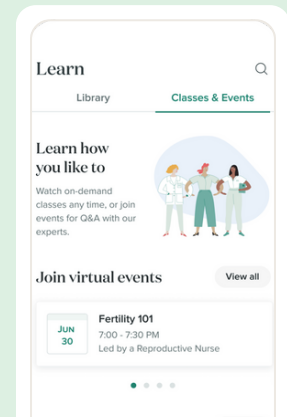 Learn
Library
Classes & Events
Learn how
you like to
Watch on-demand
classes any time, or join
events for Q&A with our
experts.
Join virtual events
View all
JUN
30
Fertility 101
7:00 - 7:30 PM
Led by a Reproductive Nurse